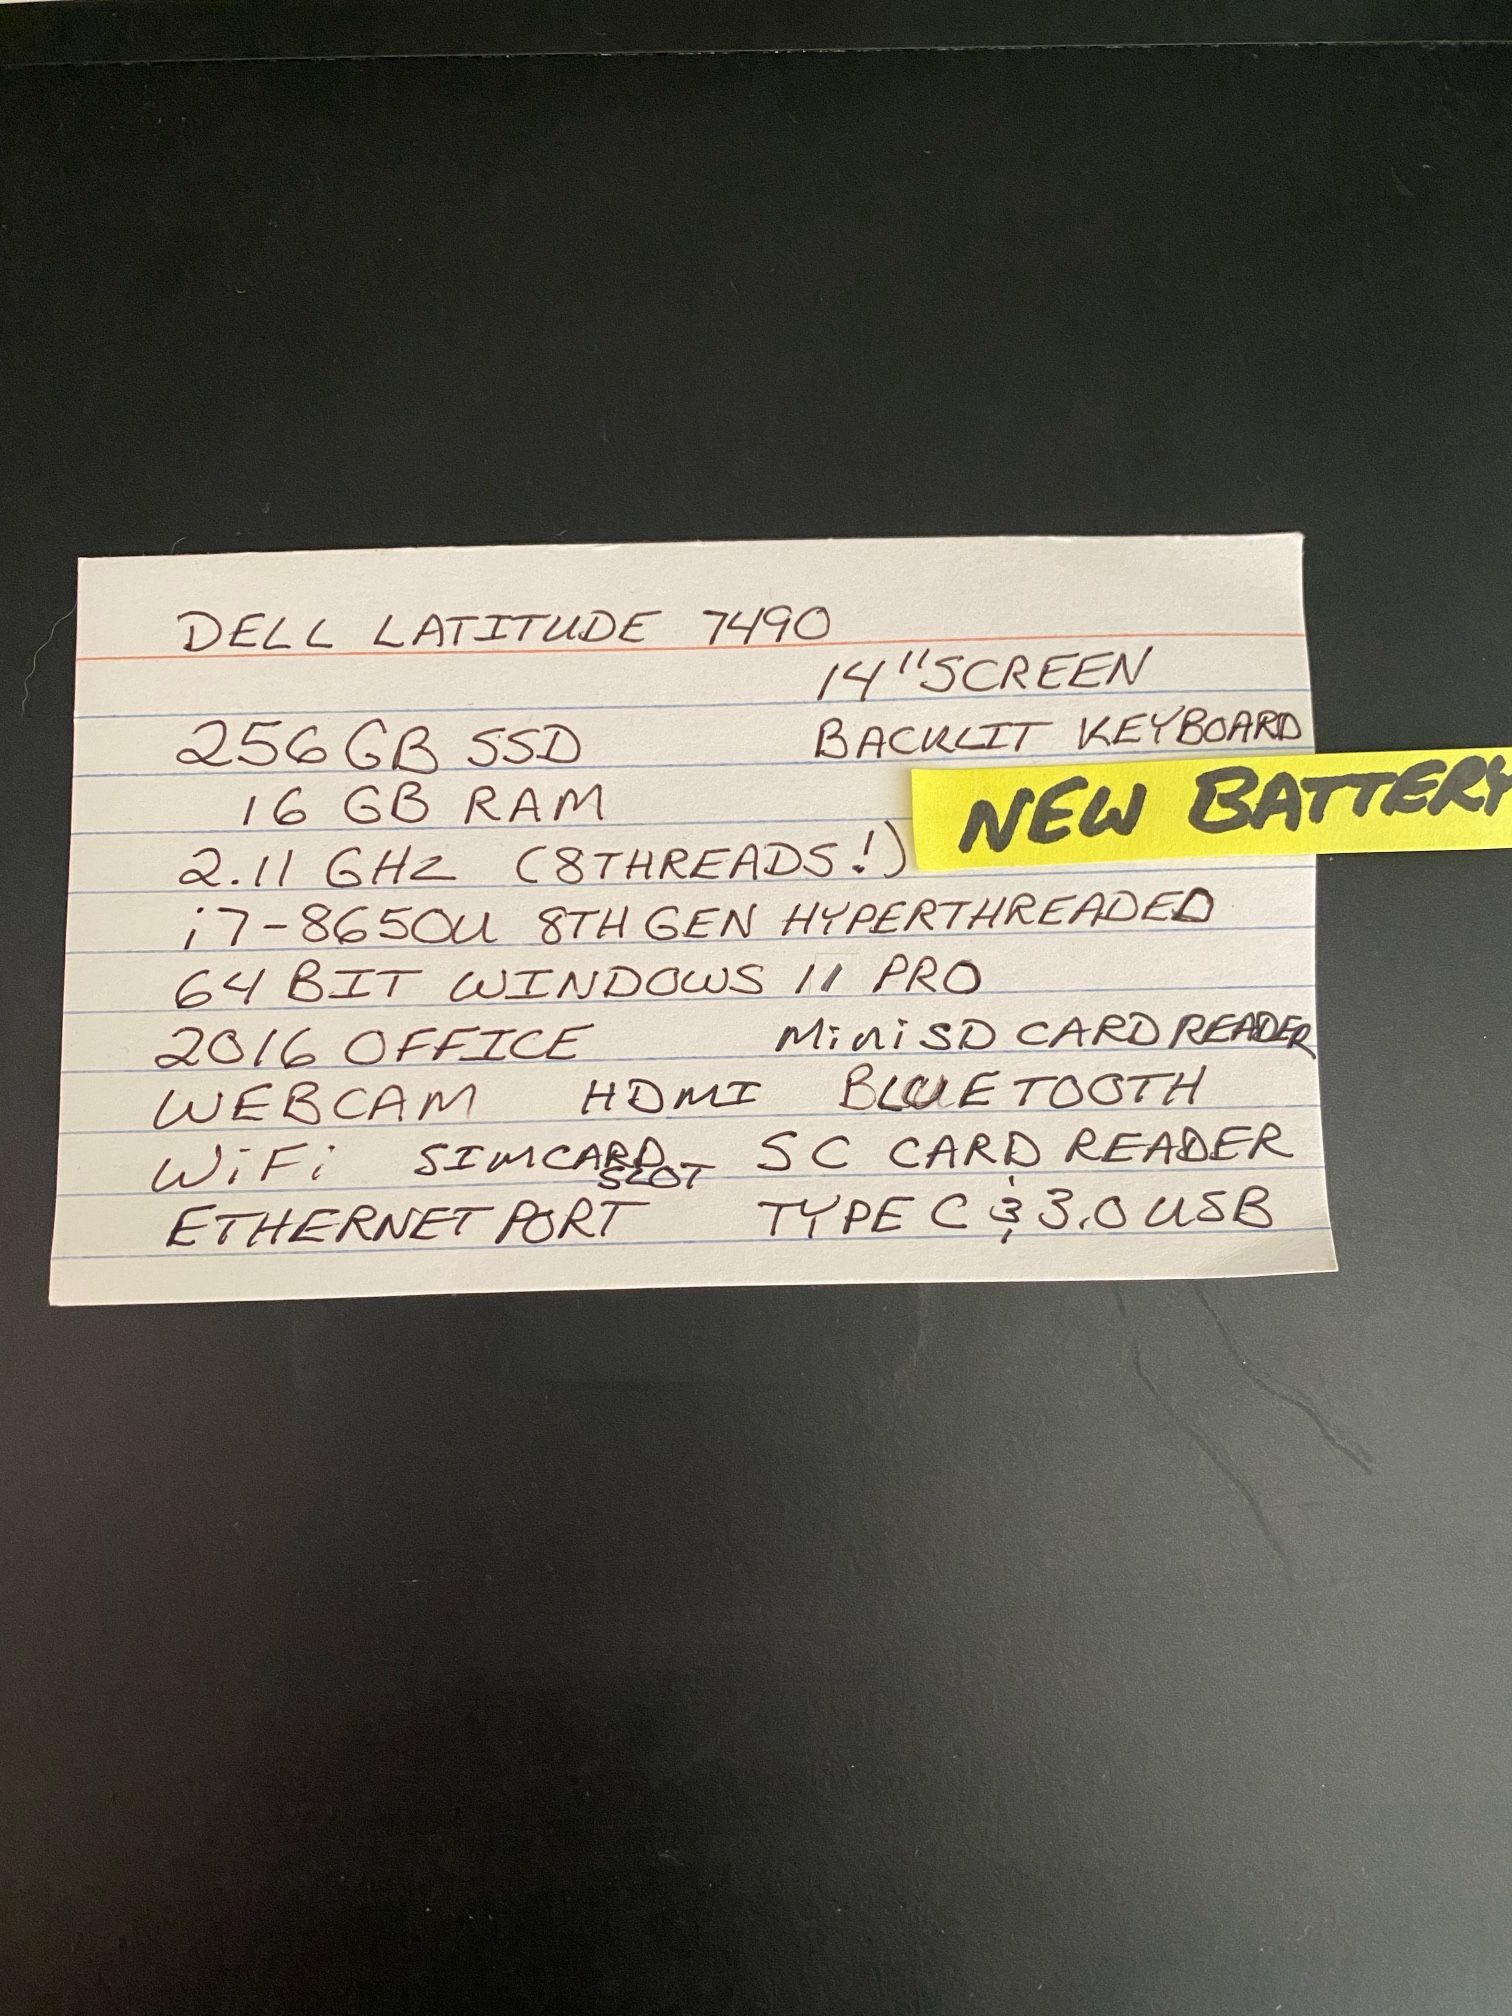 DELL LATITUDE 7490
14" SCREEN
256 GB SSD BACKLIT KEYBOARD
16 GB RAM NEW BATTERY
2.11 GHz (8THREADS!)
i7-8650U 8TH GEN HYPERTHREADED
64 BIT WINDOWS 11 PRO
2016 OFFICE MiniSD CARD READER
WEBCAM HDMI BLUETOOTH
WiFi SIMCARD SLOT SC CARD READER
ETHERNET PORT TYPE C & 3.0 USB